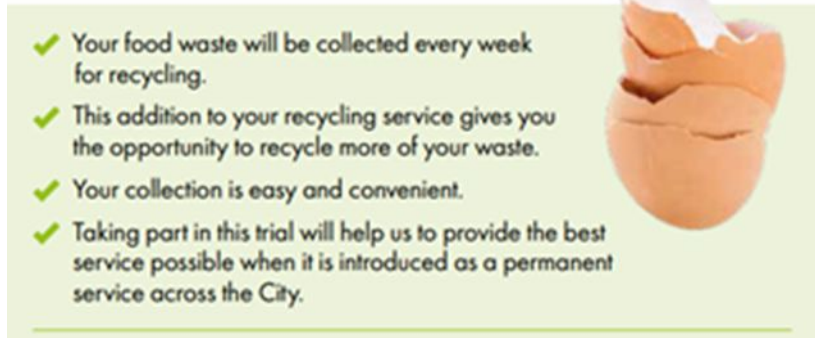 Your food waste will be collected every week
for recycling.
This addition to your recycling service gives you
the opportunity to recycle more of your waste.
Your collection is easy and convenient.
Taking part in this trial will help us to provide the best
service possible when it is introduced as a permanent
service across the City.